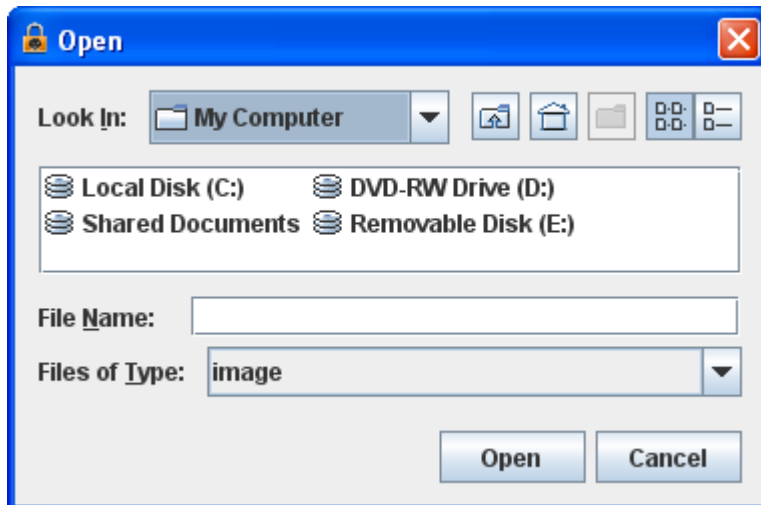 Open
Look In: My Computer
Local Disk (C:) DVD-RW Drive (D:)
Shared Documents Removable Disk (E:)
File Name:
Files of Type: image
Open Cancel